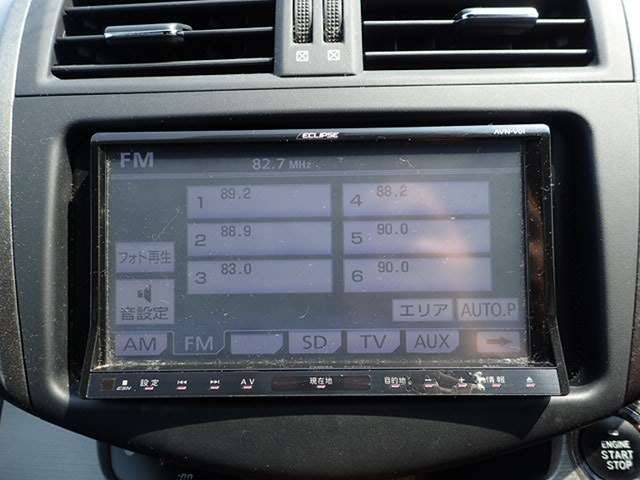 ECLIPSE AVN-V01
FM 82.7 MHz
1 89.2 4 88.2
2 88.9 5 90.0
3 83.0 6 90.0
フォト再生
音設定
エリア AUTO.P
AM FM SD TV AUX
設定 AV 現在地 目的地 情報
ENGINE
START
STOP